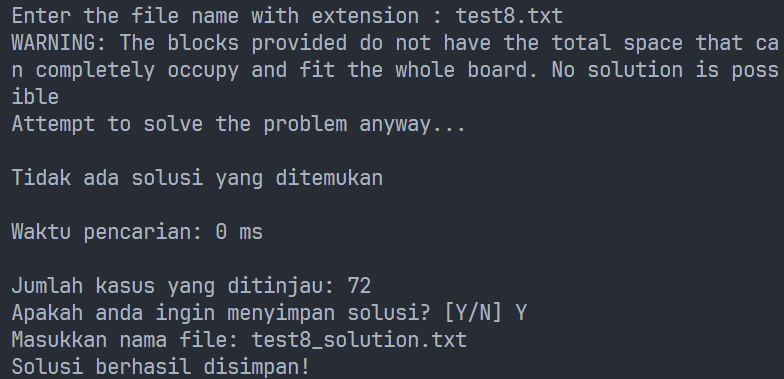 Enter the file name with extension : test8.txt
WARNING: The blocks provided do not have the total space that ca
n completely occupy and fit the whole board. No solution is poss
ible
Attempt to solve the problem anyway...
Tidak ada solusi yang ditemukan
Waktu pencarian: 0 ms
Jumlah kasus yang ditinjau: 72
Apakah anda ingin menyimpan solusi? [Y/N] Y
Masukkan nama file: test8_solution.txt
Solusi berhasil disimpan!